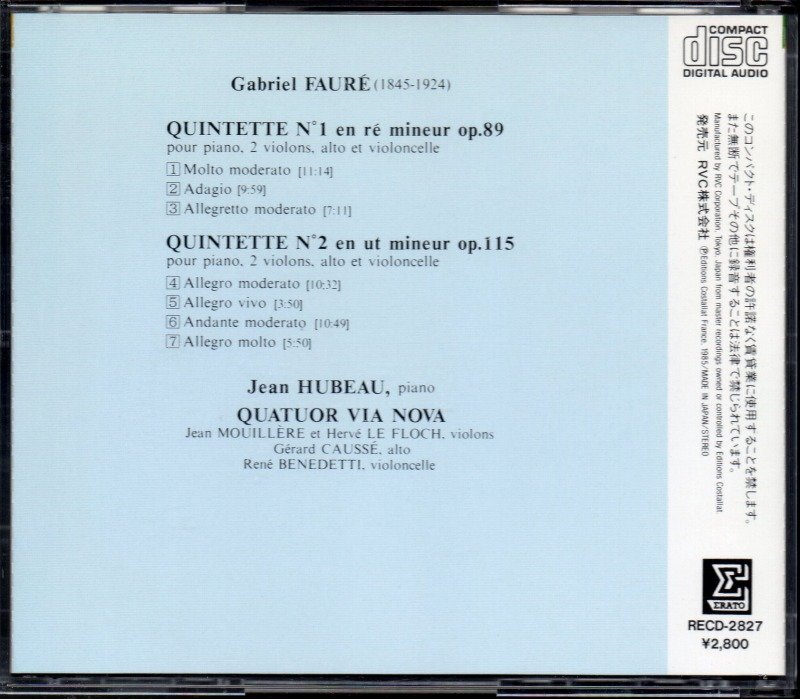 Gabriel FAURÉ (1845-1924)
QUINTETTE N°1 en ré mineur op.89
pour piano, 2 violons, alto et violoncelle
1 Molto moderato [11:14]
2 Adagio [9:59]
3 Allegretto moderato [7:11]
QUINTETTE N°2 en ut mineur op.115
pour piano, 2 violons, alto et violoncelle
4 Allegro moderato [10:32]
5 Allegro vivo [3:50]
6 Andante moderato [10:49]
7 Allegro molto [5:50]
Jean HUBEAU, piano
QUATUOR VIA NOVA
Jean MOUILLÈRE et Hervé LE FLOCH, violons
Gérard CAUSSÉ, alto
René BENEDETTI, violoncelle
COMPACT
disc
DIGITAL AUDIO
このコンパクト・ディスクは権利者の許諾なく賃貸業に使用することを禁じます。
また無断でテープその他に録音することは法律で禁じられています。
Manufactured by RVC Corporation, Tokyo, Japan from master recordings owned or controlled by Editions Costallat
発売元 RVC株式会社 ℗Editions Costallat France, 1985/MADE IN JAPAN/STEREO
ERATO
RECD-2827
¥2,800